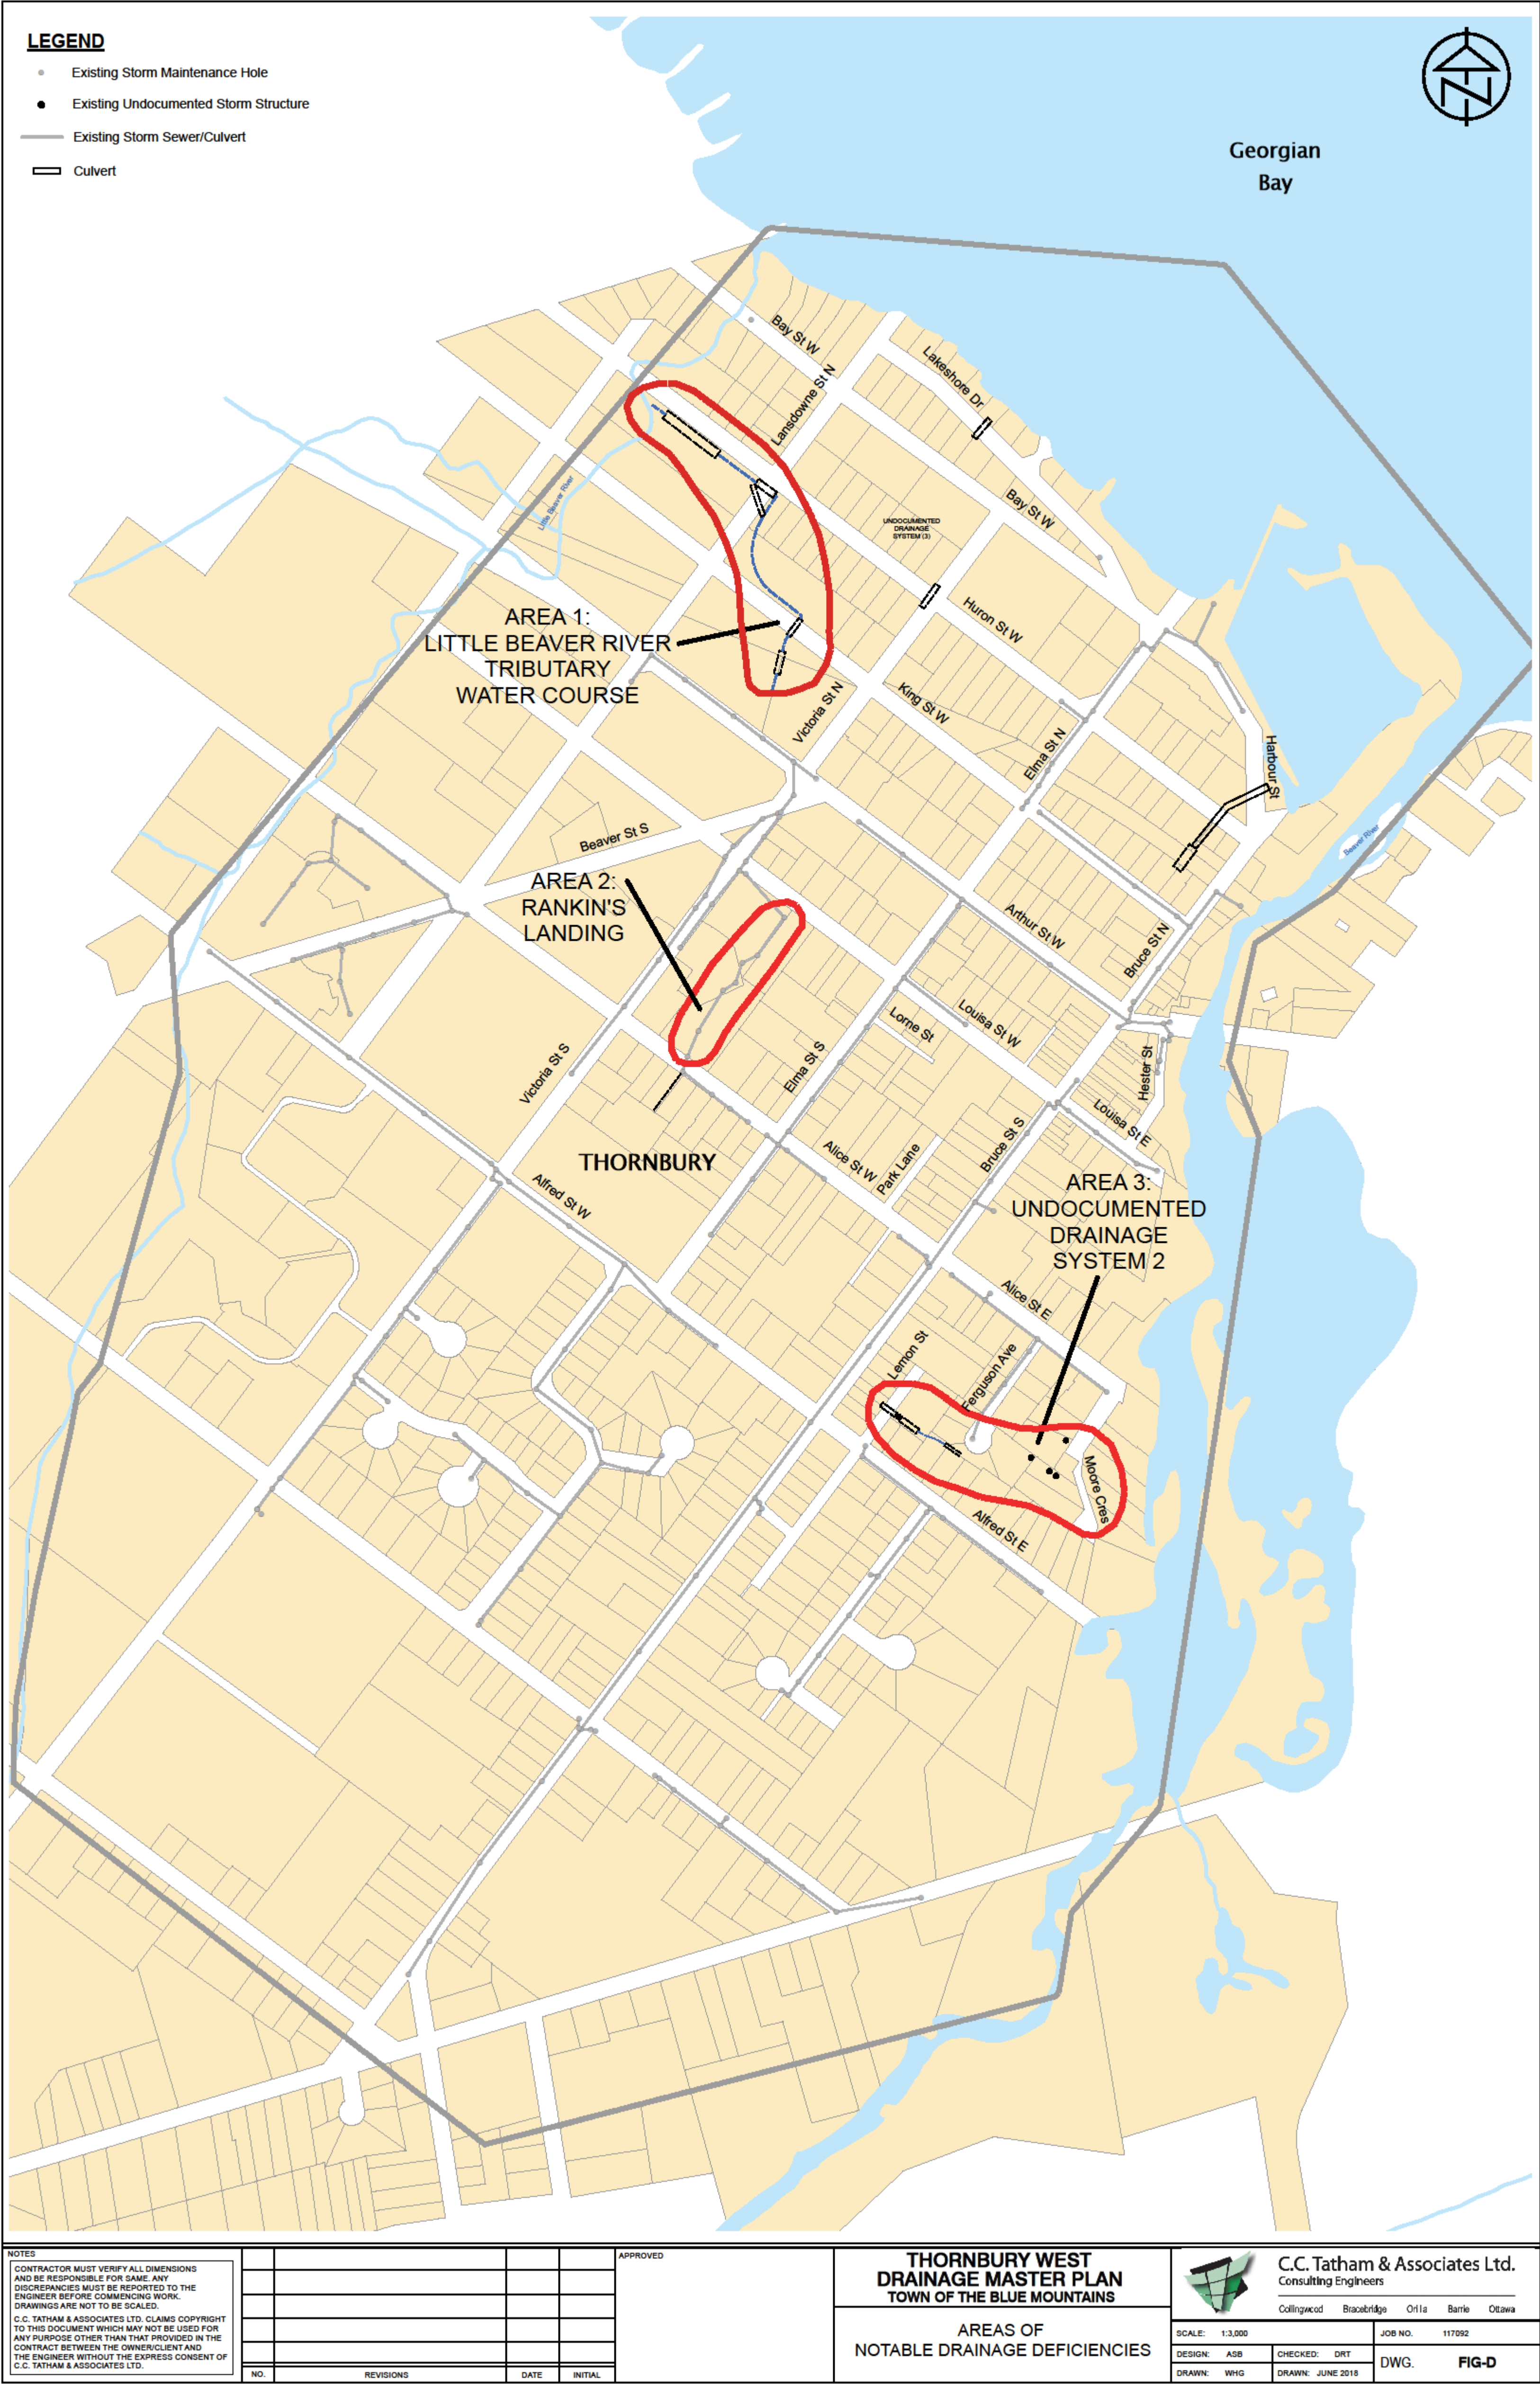 LEGEND
Existing Storm Maintenance Hole
Existing Undocumented Storm Structure
Existing Storm Sewer/Culvert
Culvert
N
Georgian
Bay
Bay St W
Lakeshore Dr
Lansdowne St N
Bay St W
Little Beaver River
UNDOCUMENTED
DRAINAGE
SYSTEM (3)
Huron St W
AREA 1:
LITTLE BEAVER RIVER
TRIBUTARY
WATER COURSE
King St W
Victoria St N
Elma St N
Harbour St
Beaver River
Beaver St S
AREA 2:
RANKIN'S
LANDING
Arthur St W
Bruce St N
Louisa St W
Lorne St
Victoria St S
Elma St S
Hester St
Louisa St E
THORNBURY
Alice St W
Park Lane
Bruce St S
Alfred St W
AREA 3:
UNDOCUMENTED
DRAINAGE
SYSTEM 2
Alice St E
Lemon St
Ferguson Ave
Moore Cres
Alfred St E
NOTES
CONTRACTOR MUST VERIFY ALL DIMENSIONS
AND BE RESPONSIBLE FOR SAME. ANY
DISCREPANCIES MUST BE REPORTED TO THE
ENGINEER BEFORE COMMENCING WORK.
DRAWINGS ARE NOT TO BE SCALED.
C.C. TATHAM & ASSOCIATES LTD. CLAIMS COPYRIGHT
TO THIS DOCUMENT WHICH MAY NOT BE USED FOR
ANY PURPOSE OTHER THAN THAT PROVIDED IN THE
CONTRACT BETWEEN THE OWNER/CLIENT AND
THE ENGINEER WITHOUT THE EXPRESS CONSENT OF
C.C. TATHAM & ASSOCIATES LTD.
NO. REVISIONS DATE INITIAL
APPROVED
THORNBURY WEST
DRAINAGE MASTER PLAN
TOWN OF THE BLUE MOUNTAINS
AREAS OF
NOTABLE DRAINAGE DEFICIENCIES
C.C. Tatham & Associates Ltd.
Consulting Engineers
Collingwood Bracebridge Orillia Barrie Ottawa
SCALE: 1:3,000 JOB NO. 117092
DESIGN: ASB CHECKED: DRT DWG. FIG-D
DRAWN: WHG DRAWN: JUNE 2018